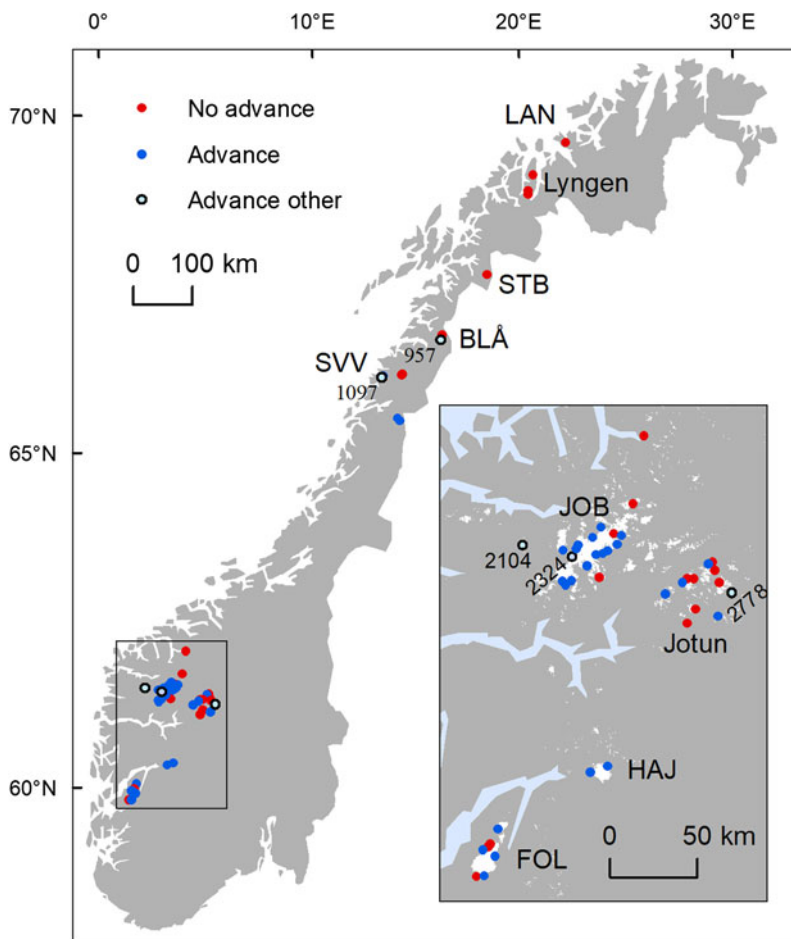 0° 10°E 20°E 30°E
70°N
No advance
Advance
Advance other
0 100 km
LAN
Lyngen
STB
BLÅ
957
SVV
1097
65°N
JOB
2104
2324
2778
Jotun
HAJ
60°N
0 50 km
FOL